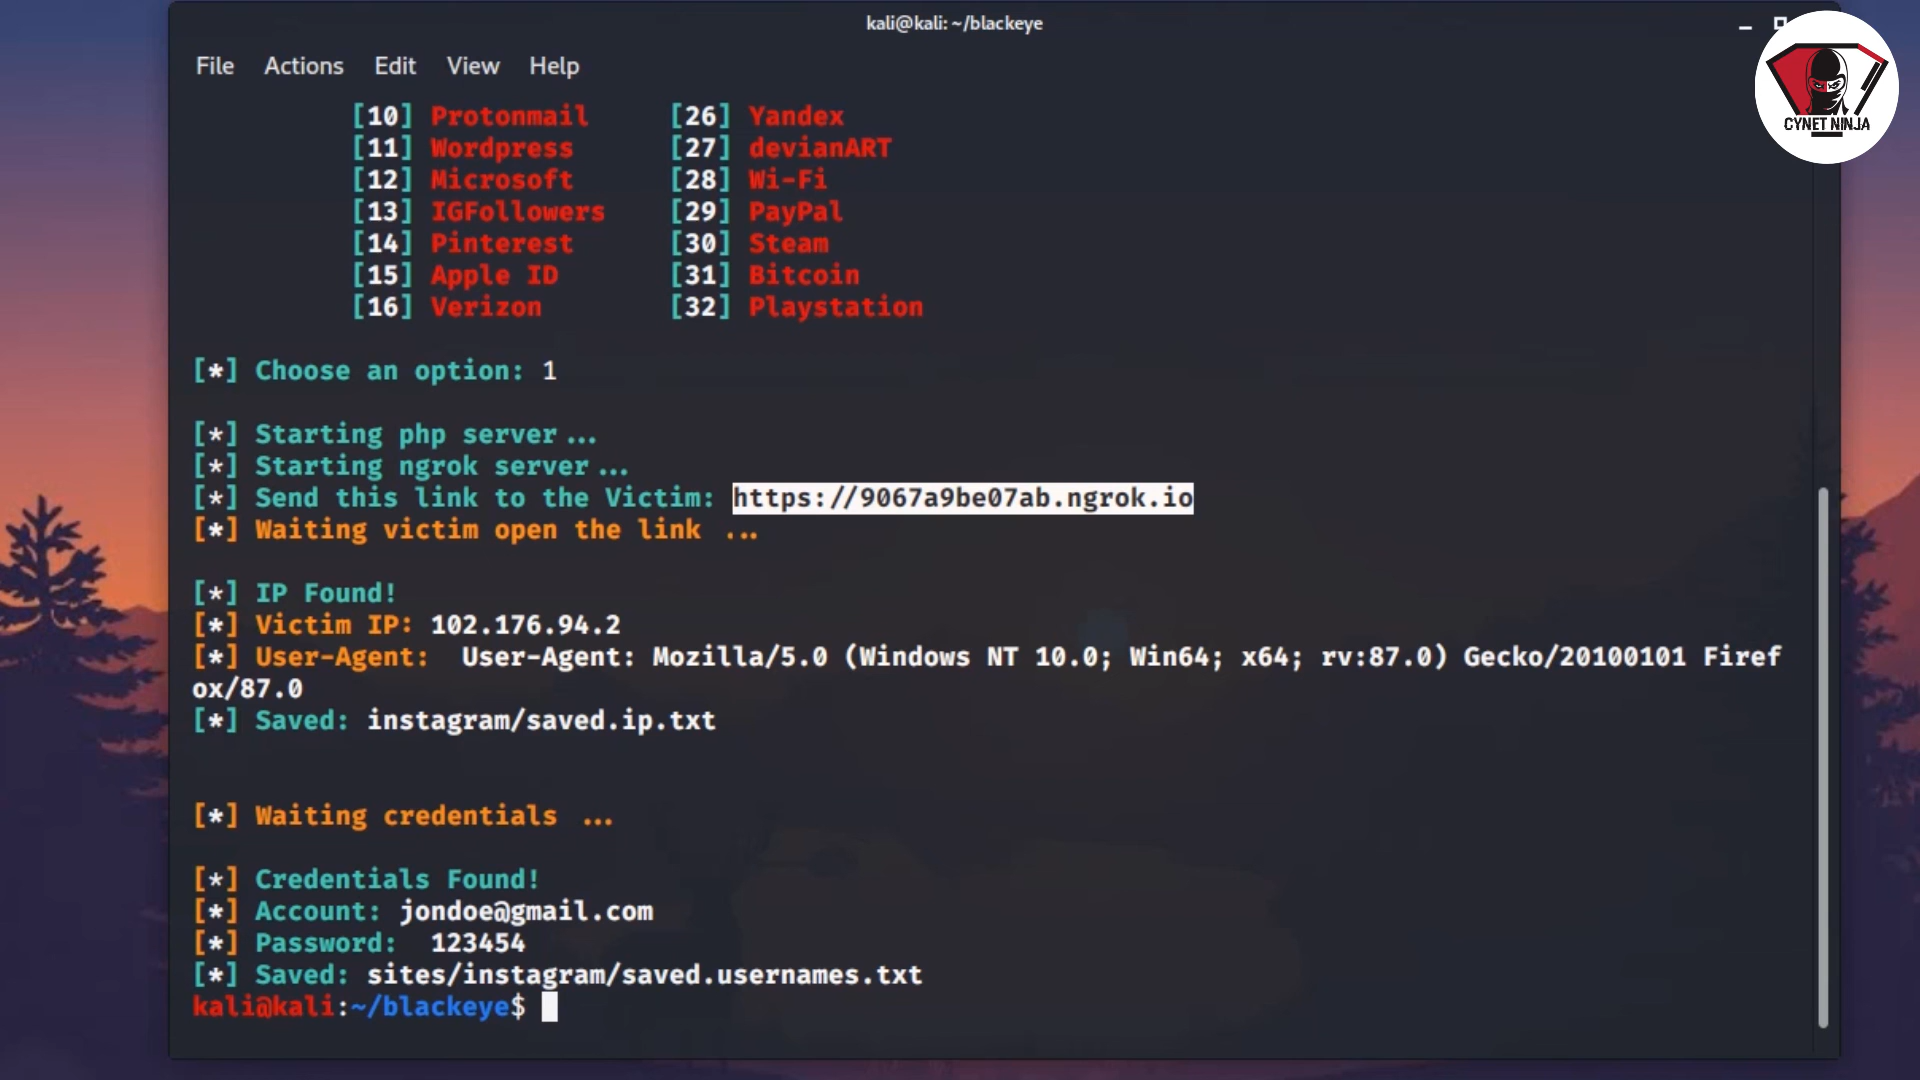 kali@kali: ~/blackeye
File Actions Edit View Help
CYNET NINJA
[10] Protonmail [26] Yandex
[11] Wordpress [27] devianART
[12] Microsoft [28] Wi-Fi
[13] IGFollowers [29] PayPal
[14] Pinterest [30] Steam
[15] Apple ID [31] Bitcoin
[16] Verizon [32] Playstation
[*] Choose an option: 1
[*] Starting php server ...
[*] Starting ngrok server ...
[*] Send this link to the Victim: https://9067a9be07ab.ngrok.io
[*] Waiting victim open the link ...
[*] IP Found!
[*] Victim IP: 102.176.94.2
[*] User-Agent:  User-Agent: Mozilla/5.0 (Windows NT 10.0; Win64; x64; rv:87.0) Gecko/20100101 Firef
ox/87.0
[*] Saved: instagram/saved.ip.txt
[*] Waiting credentials ...
[*] Credentials Found!
[*] Account: jondoe@gmail.com
[*] Password:  123454
[*] Saved: sites/instagram/saved.usernames.txt
kali@kali:~/blackeye$